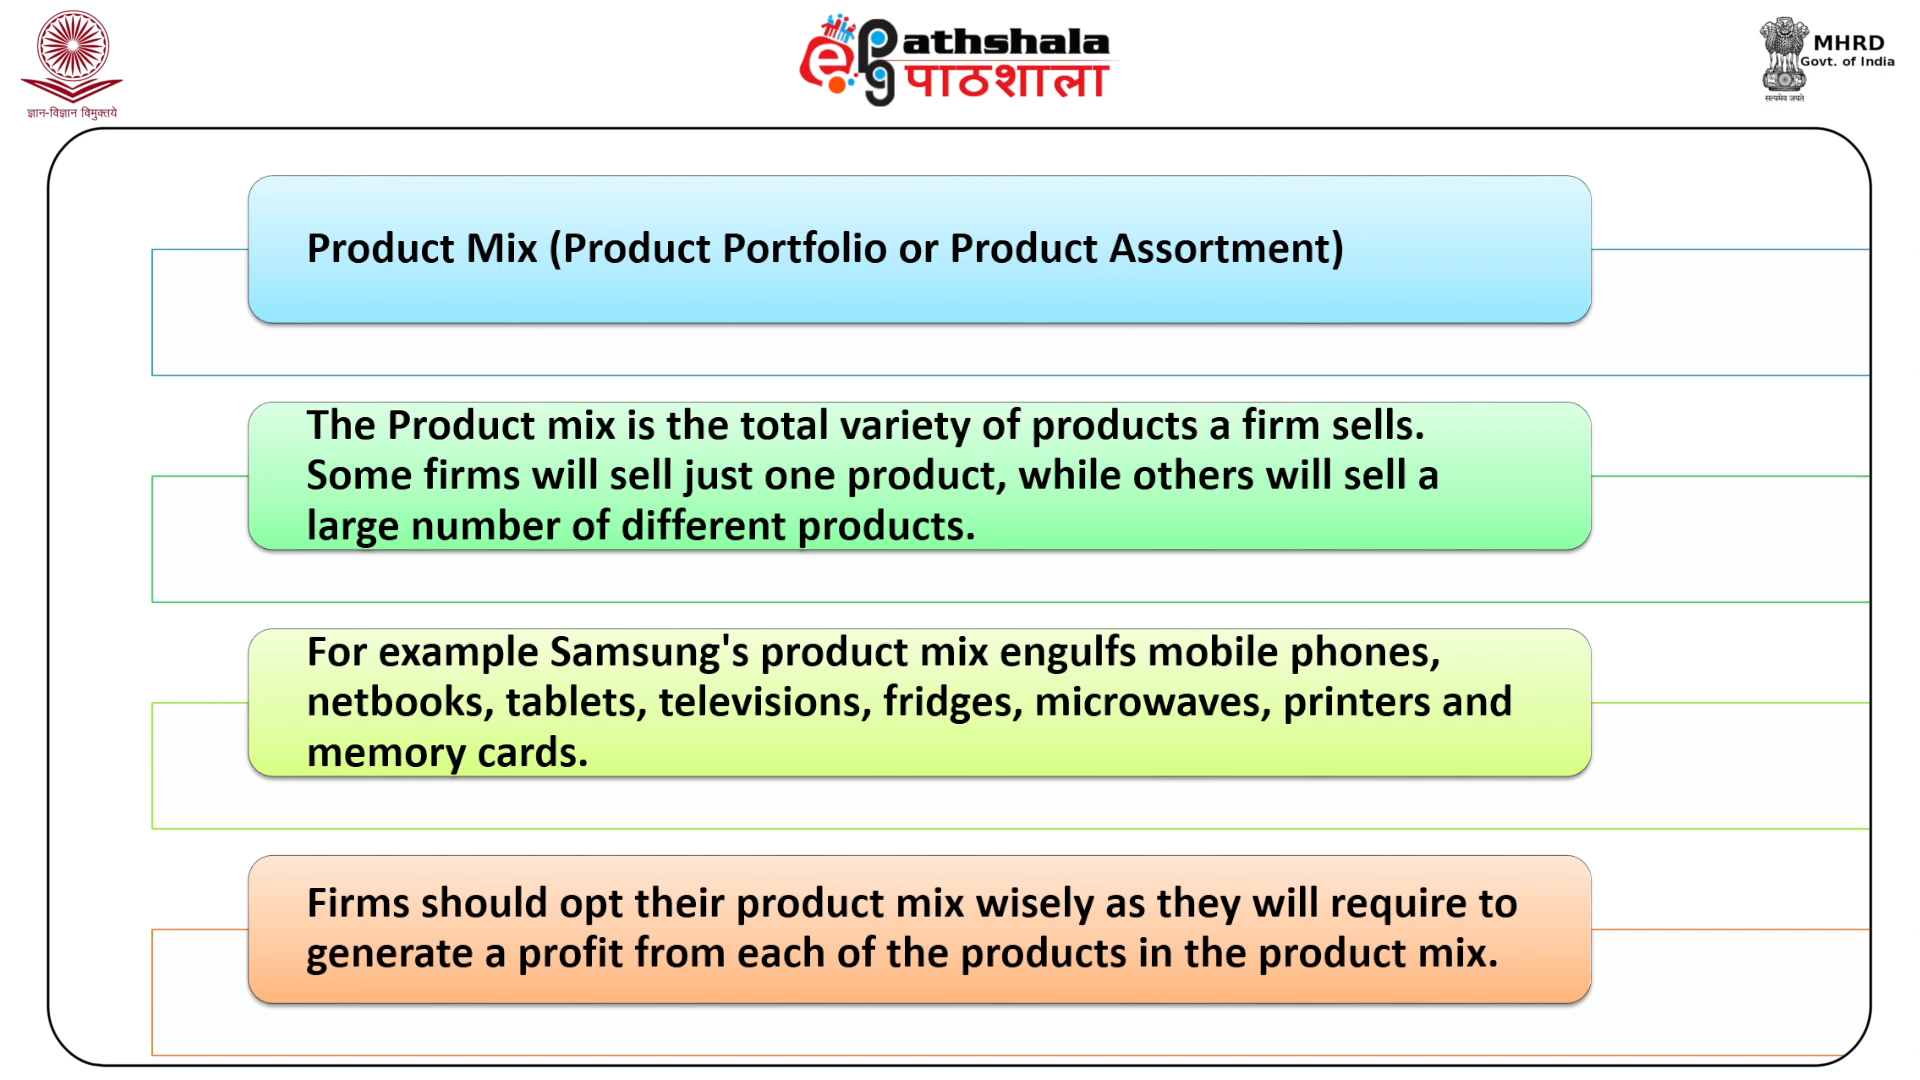 ज्ञान-विज्ञान विमुक्तये
ePG athshala
पाठशाला
MHRD
Govt. of India
सत्यमेव जयते
Product Mix (Product Portfolio or Product Assortment)
The Product mix is the total variety of products a firm sells.
Some firms will sell just one product, while others will sell a
large number of different products.
For example Samsung's product mix engulfs mobile phones,
netbooks, tablets, televisions, fridges, microwaves, printers and
memory cards.
Firms should opt their product mix wisely as they will require to
generate a profit from each of the products in the product mix.